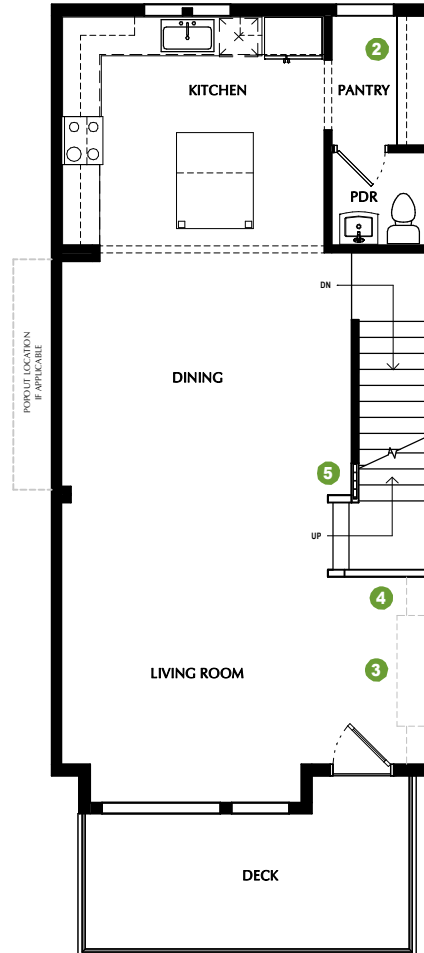 2
KITCHEN
PANTRY
PDR
DN
POPOUT LOCATION
IF APPLICABLE
DINING
5
UP
4
LIVING ROOM
3
DECK